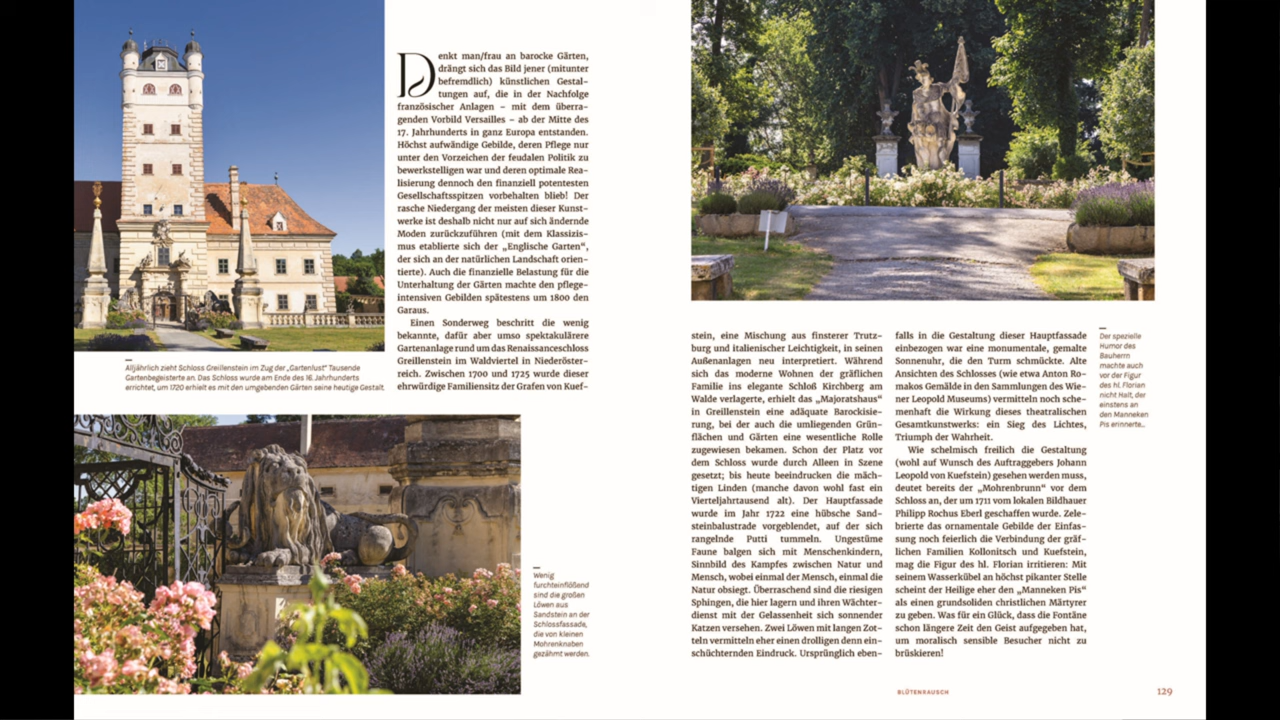 Denkt man/frau an barocke Gärten,
drängt sich das Bild jener (mitunter
befremdlich) künstlichen Gestal-
tungen auf, die in der Nachfolge
französischer Anlagen – mit dem überra-
genden Vorbild Versailles – ab der Mitte des
17. Jahrhunderts in ganz Europa entstanden.
Höchst aufwändige Gebilde, deren Pflege nur
unter den Vorzeichen der feudalen Politik zu
bewerkstelligen war und deren optimale Rea-
lisierung dennoch den finanziell potentesten
Gesellschaftsspitzen vorbehalten blieb! Der
rasche Niedergang der meisten dieser Kunst-
werke ist deshalb nicht nur auf sich ändernde
Moden zurückzuführen (mit dem Klassizis-
mus etablierte sich der „Englische Garten“,
der sich an der natürlichen Landschaft orien-
tierte). Auch die finanzielle Belastung für die
Unterhaltung der Gärten machte den pflege-
intensiven Gebilden spätestens um 1800 den
Garaus.
Einen Sonderweg beschritt die wenig
bekannte, dafür aber umso spektakulärere
Gartenanlage rund um das Renaissanceschloss
Greillenstein im Waldviertel in Niederöster-
reich. Zwischen 1700 und 1725 wurde dieser
ehrwürdige Familiensitz der Grafen von Kuef-
Alljährlich zieht Schloss Greillenstein im Zug der „Gartenlust“ Tausende
Gartenbegeisterte an. Das Schloss wurde am Ende des 16. Jahrhunderts
errichtet, um 1720 erhielt es mit den umgebenden Gärten seine heutige Gestalt.
Wenig
furchteinflößend
sind die großen
Löwen aus
Sandstein an der
Schlossfassade,
die von kleinen
Mohrenknaben
gezähmt werden.
stein, eine Mischung aus finsterer Trutz-
burg und italienischer Leichtigkeit, in seinen
Außenanlagen neu interpretiert. Während
sich das moderne Wohnen der gräflichen
Familie ins elegante Schloß Kirchberg am
Walde verlagerte, erhielt das „Majoratshaus“
in Greillenstein eine adäquate Barockisie-
rung, bei der auch die umliegenden Grün-
flächen und Gärten eine wesentliche Rolle
zugewiesen bekamen. Schon der Platz vor
dem Schloss wurde durch Alleen in Szene
gesetzt; bis heute beeindrucken die mäch-
tigen Linden (manche davon wohl fast ein
Vierteljahrtausend alt). Der Hauptfassade
wurde im Jahr 1722 eine hübsche Sand-
steinbalustrade vorgeblendet, auf der sich
rangelnde Putti tummeln. Ungestüme
Faune balgen sich mit Menschenkindern,
Sinnbild des Kampfes zwischen Natur und
Mensch, wobei einmal der Mensch, einmal die
Natur obsiegt. Überraschend sind die riesigen
Sphingen, die hier lagern und ihren Wächter-
dienst mit der Gelassenheit sich sonnender
Katzen versehen. Zwei Löwen mit langen Zot-
teln vermitteln eher einen drolligen denn ein-
schüchternden Eindruck. Ursprünglich eben-
falls in die Gestaltung dieser Hauptfassade
einbezogen war eine monumentale, gemalte
Sonnenuhr, die den Turm schmückte. Alte
Ansichten des Schlosses (wie etwa Anton Ro-
makos Gemälde in den Sammlungen des Wie-
ner Leopold Museums) vermitteln noch sche-
menhaft die Wirkung dieses theatralischen
Gesamtkunstwerks: ein Sieg des Lichtes,
Triumph der Wahrheit.
Wie schelmisch freilich die Gestaltung
(wohl auf Wunsch des Auftraggebers Johann
Leopold von Kuefstein) gesehen werden muss,
deutet bereits der „Mohrenbrunn“ vor dem
Schloss an, der um 1711 vom lokalen Bildhauer
Philipp Rochus Eberl geschaffen wurde. Zele-
brierte das ornamentale Gebilde der Einfas-
sung noch feierlich die Verbindung der gräf-
lichen Familien Kollonitsch und Kuefstein,
mag die Figur des hl. Florian irritieren: Mit
seinem Wasserkübel an höchst pikanter Stelle
scheint der Heilige eher den „Manneken Pis“
als einen grundsoliden christlichen Märtyrer
zu geben. Was für ein Glück, dass die Fontäne
schon längere Zeit den Geist aufgegeben hat,
um moralisch sensible Besucher nicht zu
brüskieren!
Der spezielle
Humor des
Bauherrn
machte auch
vor der Figur
des hl. Florian
nicht Halt, der
einstens an
den Manneken
Pis erinnerte...
BLÜTENRAUSCH
129